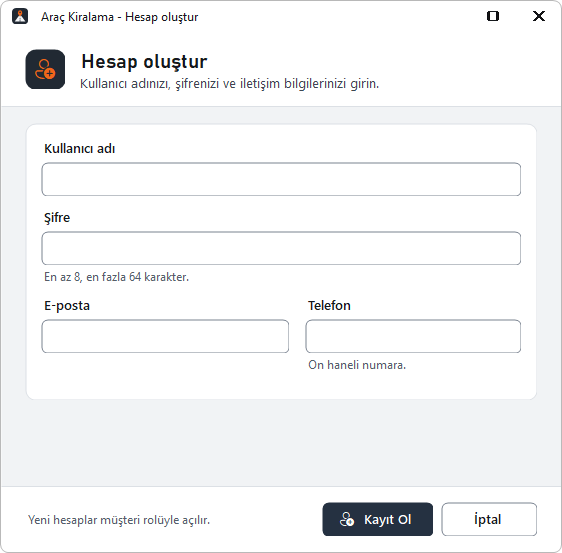 Araç Kiralama - Hesap oluştur
Hesap oluştur
Kullanıcı adınızı, şifrenizi ve iletişim bilgilerinizi girin.
Kullanıcı adı
Şifre
En az 8, en fazla 64 karakter.
E-posta
Telefon
On haneli numara.
Yeni hesaplar müşteri rolüyle açılır.
Kayıt Ol
İptal